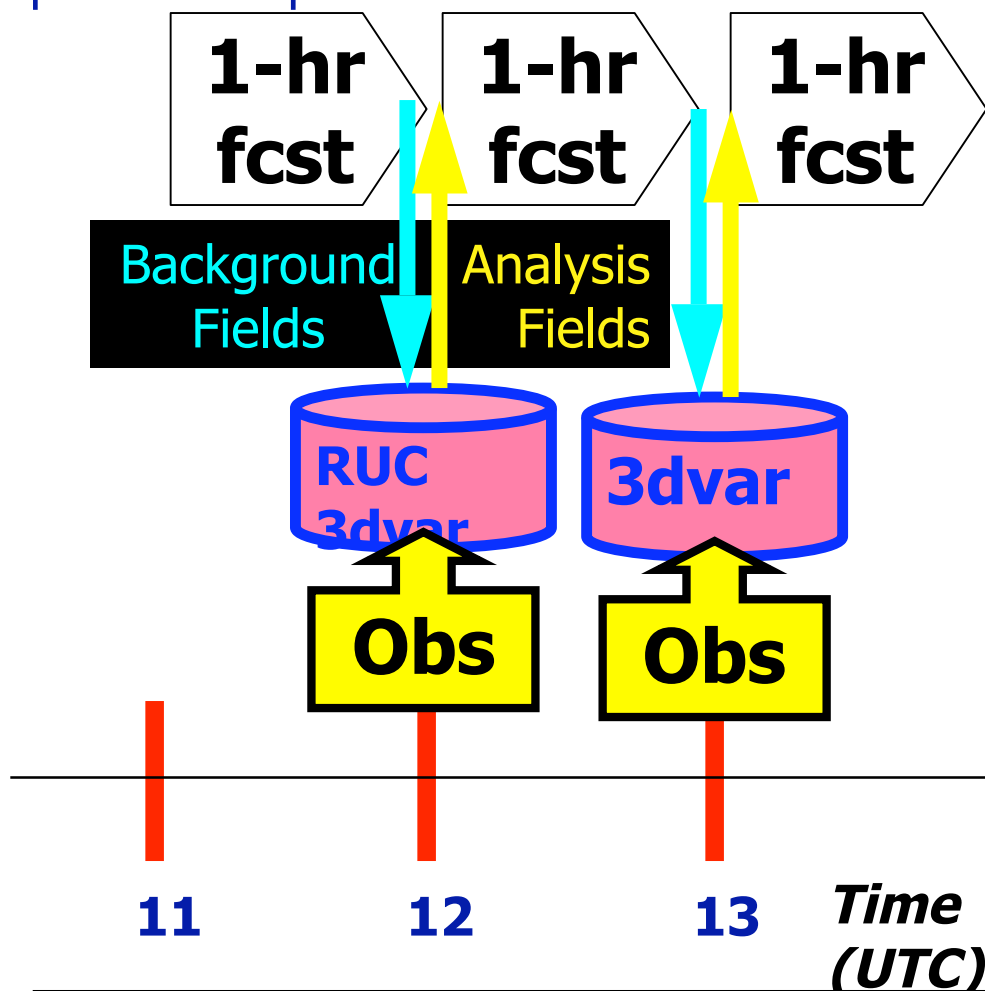 1-hr
fcst
1-hr
fcst
1-hr
fcst
Background
Fields
Analysis
Fields
RUC
3dvar
3dvar
Obs
Obs
11
12
13
Time
(UTC)